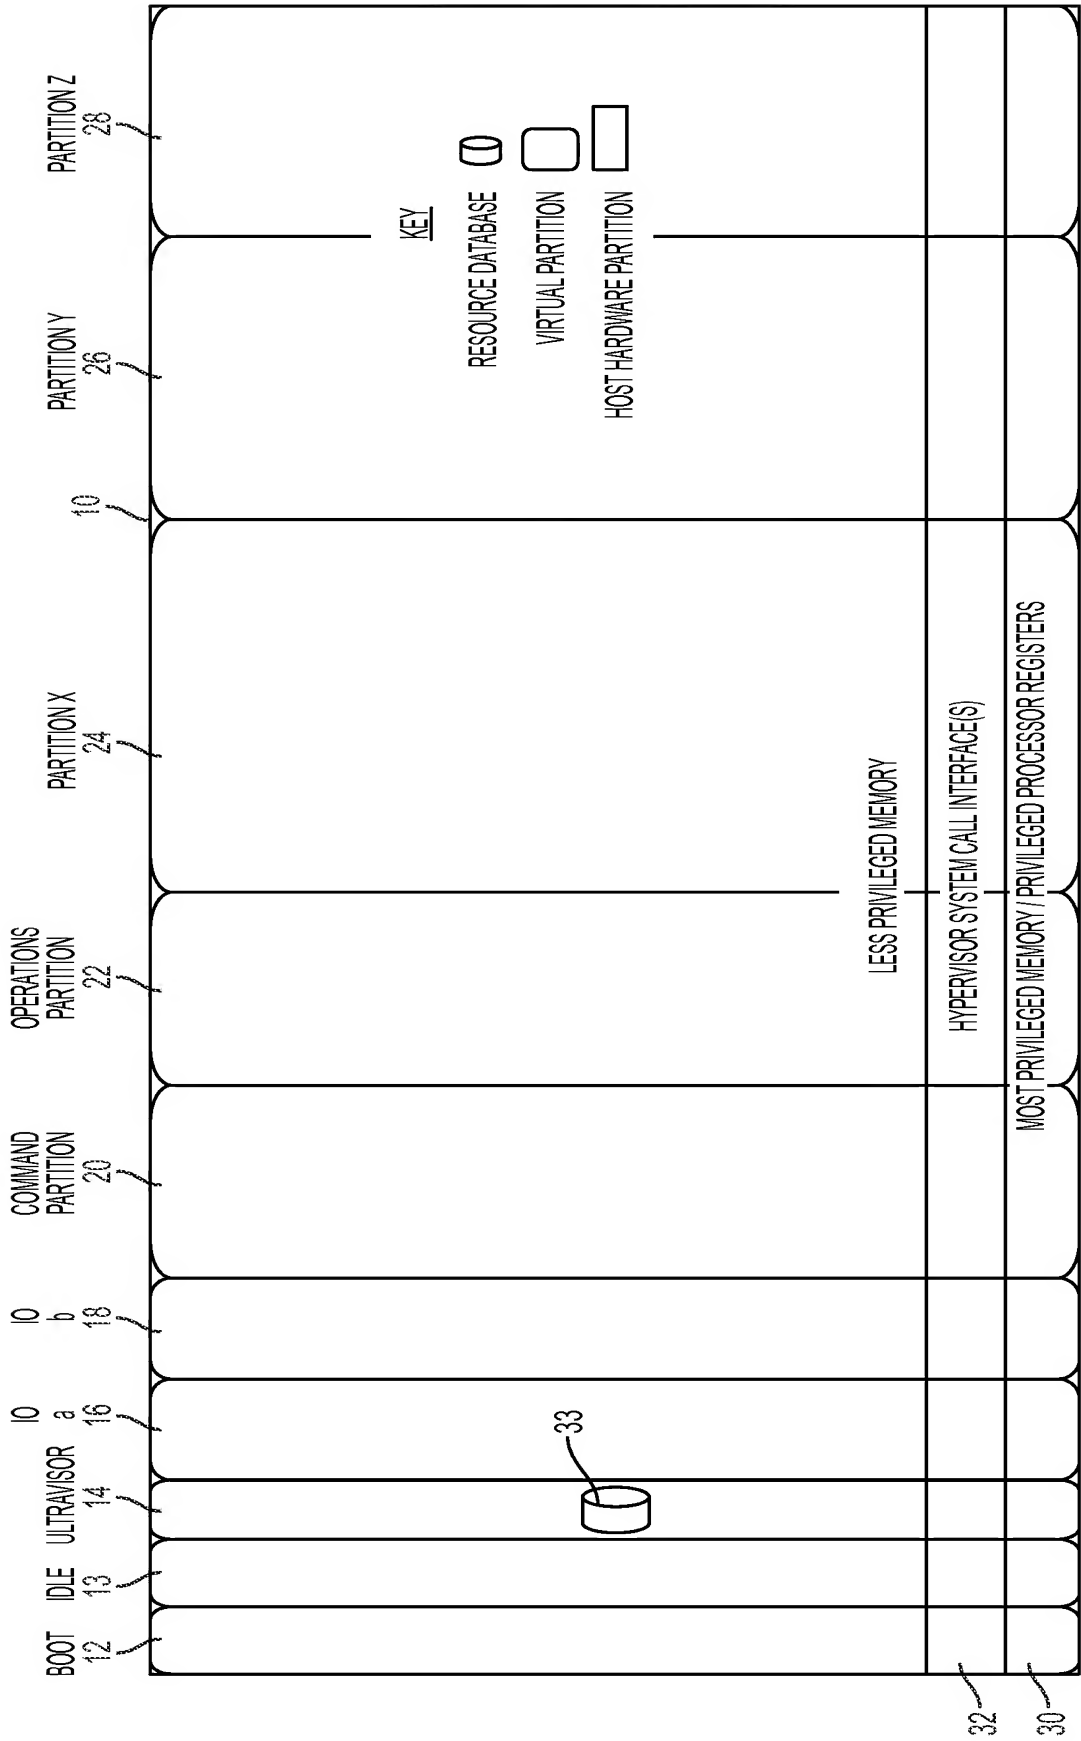 BOOT
12
IDLE
13
ULTRAVISOR
14
IO
a
16
IO
b
18
COMMAND
PARTITION
20
OPERATIONS
PARTITION
22
PARTITION X
24
10
PARTITION Y
26
PARTITION Z
28
KEY
RESOURCE DATABASE
VIRTUAL PARTITION
HOST HARDWARE PARTITION
33
LESS PRIVILEGED MEMORY
32
HYPERVISOR SYSTEM CALL INTERFACE(S)
30
MOST PRIVILEGED MEMORY / PRIVILEGED PROCESSOR REGISTERS